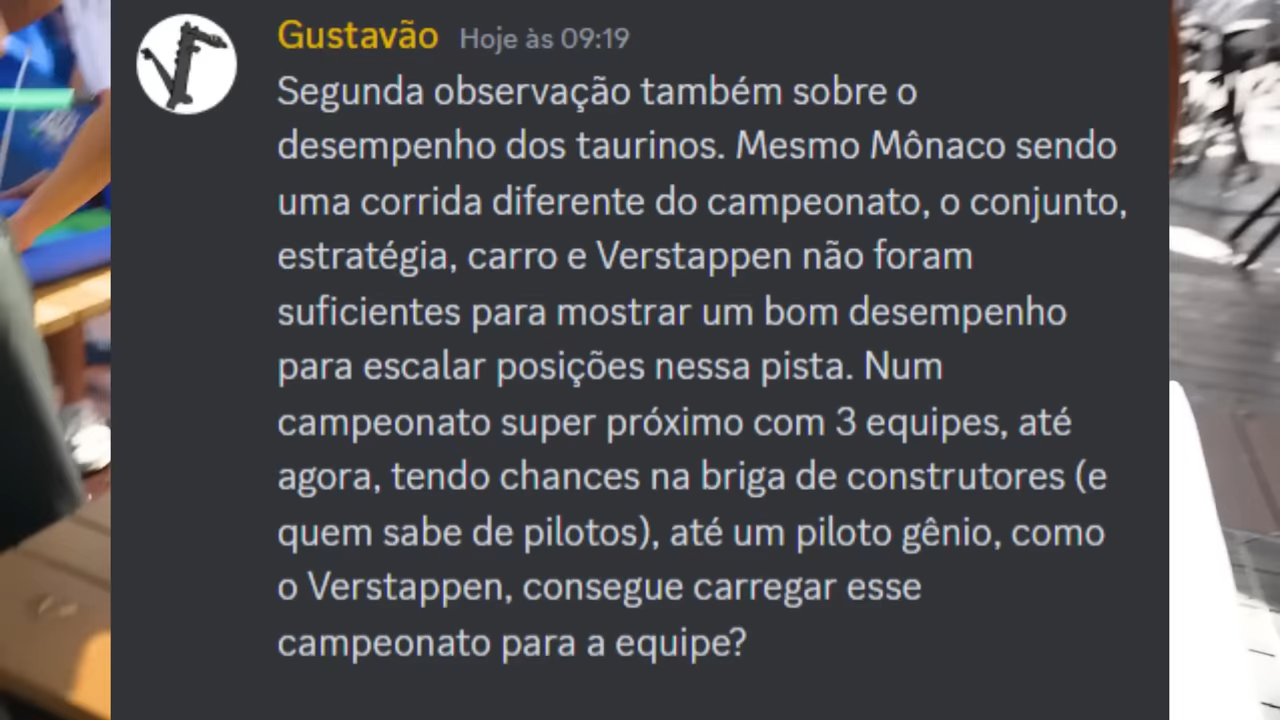 Gustavão Hoje às 09:19
Segunda observação também sobre o
desempenho dos taurinos. Mesmo Mônaco sendo
uma corrida diferente do campeonato, o conjunto,
estratégia, carro e Verstappen não foram
suficientes para mostrar um bom desempenho
para escalar posições nessa pista. Num
campeonato super próximo com 3 equipes, até
agora, tendo chances na briga de construtores (e
quem sabe de pilotos), até um piloto gênio, como
o Verstappen, consegue carregar esse
campeonato para a equipe?